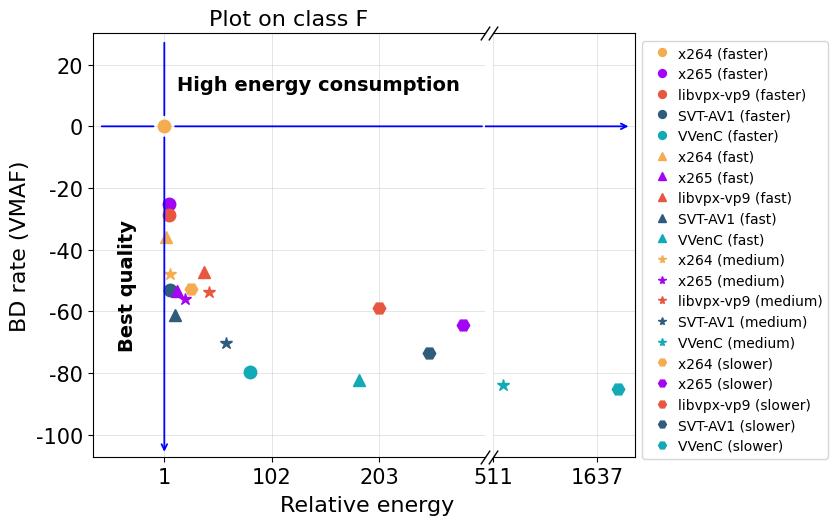 Plot on class F
High energy consumption
Best quality
BD rate (VMAF)
20
0
-20
-40
-60
-80
-100
1
102
203
511
1637
Relative energy
x264 (faster)
x265 (faster)
libvpx-vp9 (faster)
SVT-AV1 (faster)
VVenC (faster)
x264 (fast)
x265 (fast)
libvpx-vp9 (fast)
SVT-AV1 (fast)
VVenC (fast)
x264 (medium)
x265 (medium)
libvpx-vp9 (medium)
SVT-AV1 (medium)
VVenC (medium)
x264 (slower)
x265 (slower)
libvpx-vp9 (slower)
SVT-AV1 (slower)
VVenC (slower)